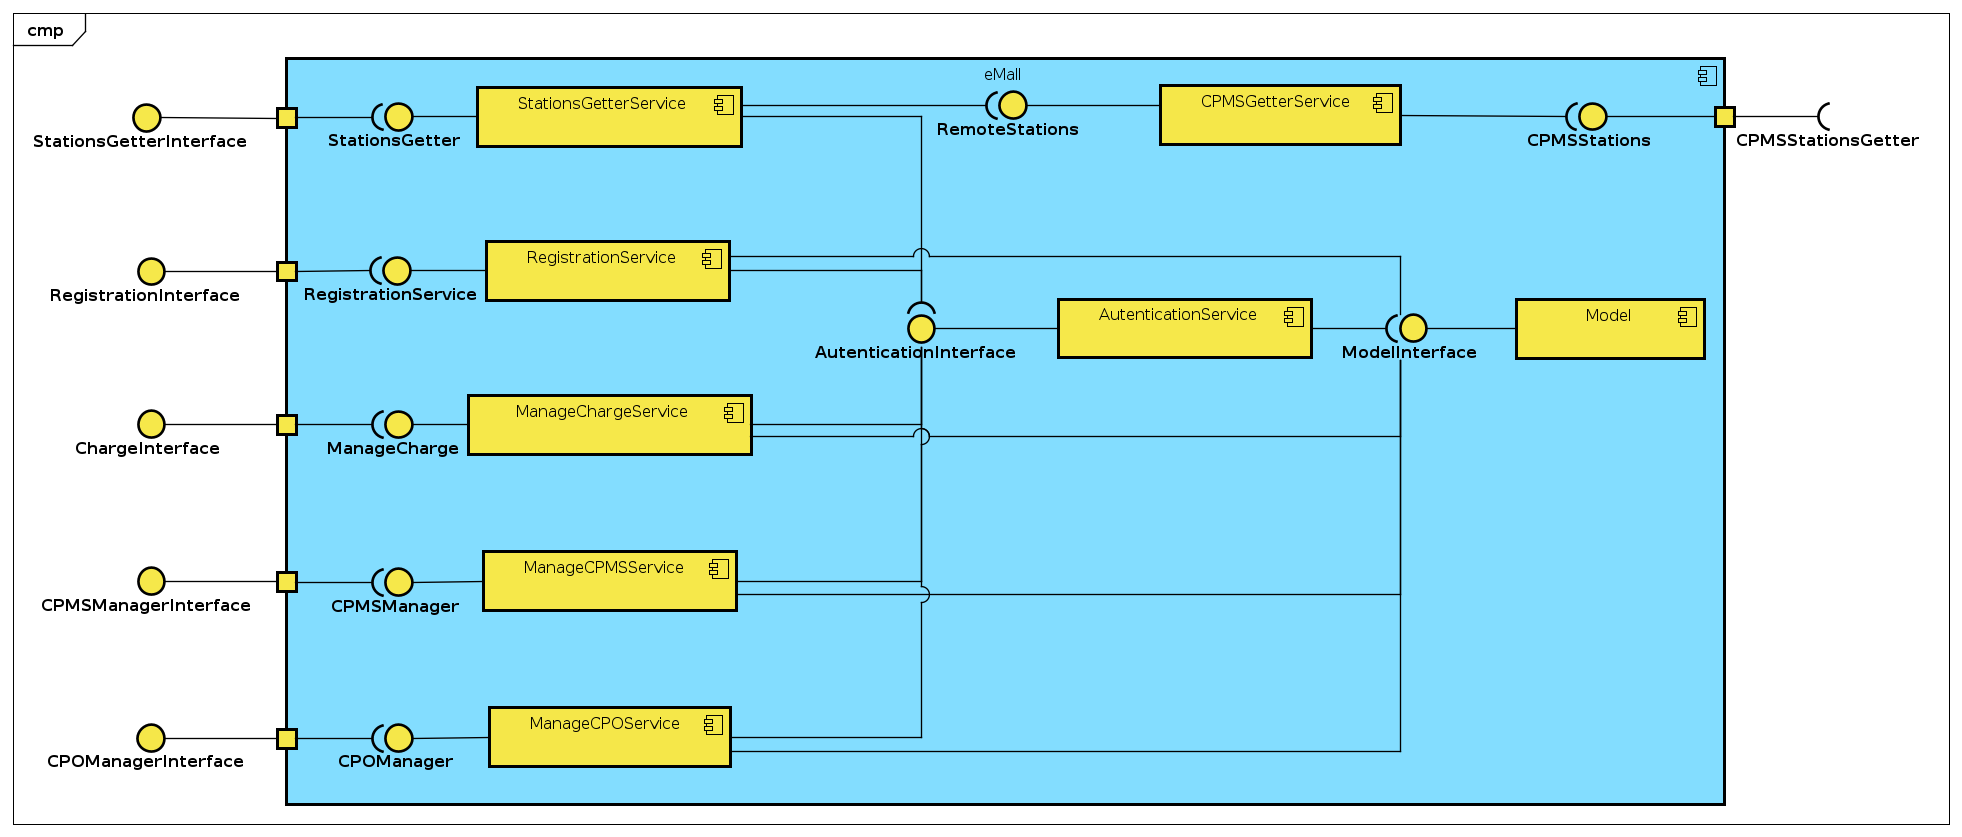 cmp
eMall
StationsGetterService
CPMSGetterService
StationsGetterInterface
StationsGetter
RemoteStations
CPMSStations
CPMSStationsGetter
RegistrationService
RegistrationInterface
RegistrationService
AutenticationService
Model
AutenticationInterface
ModelInterface
ManageChargeService
ChargeInterface
ManageCharge
ManageCPMSService
CPMSManagerInterface
CPMSManager
ManageCPOService
CPOManagerInterface
CPOManager